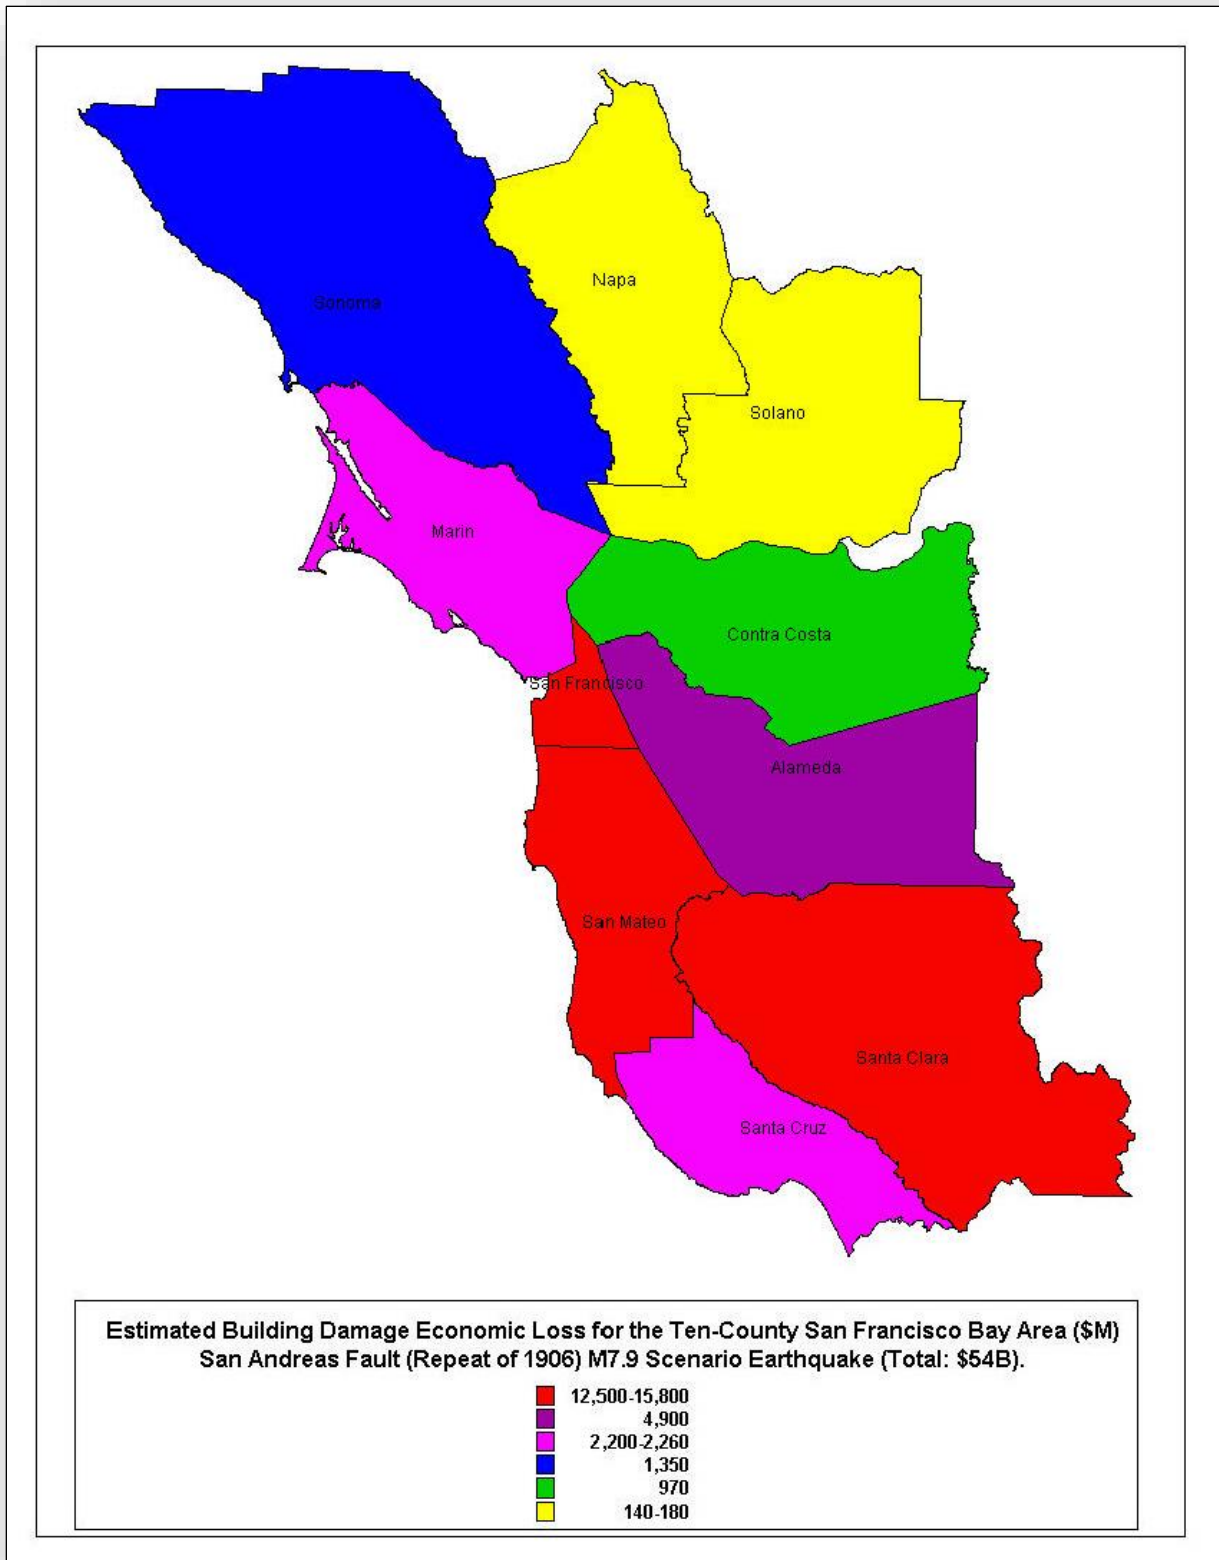 Napa
Sonoma
Solano
Marin
Contra Costa
San Francisco
Alameda
San Mateo
Santa Clara
Santa Cruz
Estimated Building Damage Economic Loss for the Ten-County San Francisco Bay Area ($M)
San Andreas Fault (Repeat of 1906) M7.9 Scenario Earthquake (Total: $54B).
12,500-15,800
4,900
2,200-2,260
1,350
970
140-180